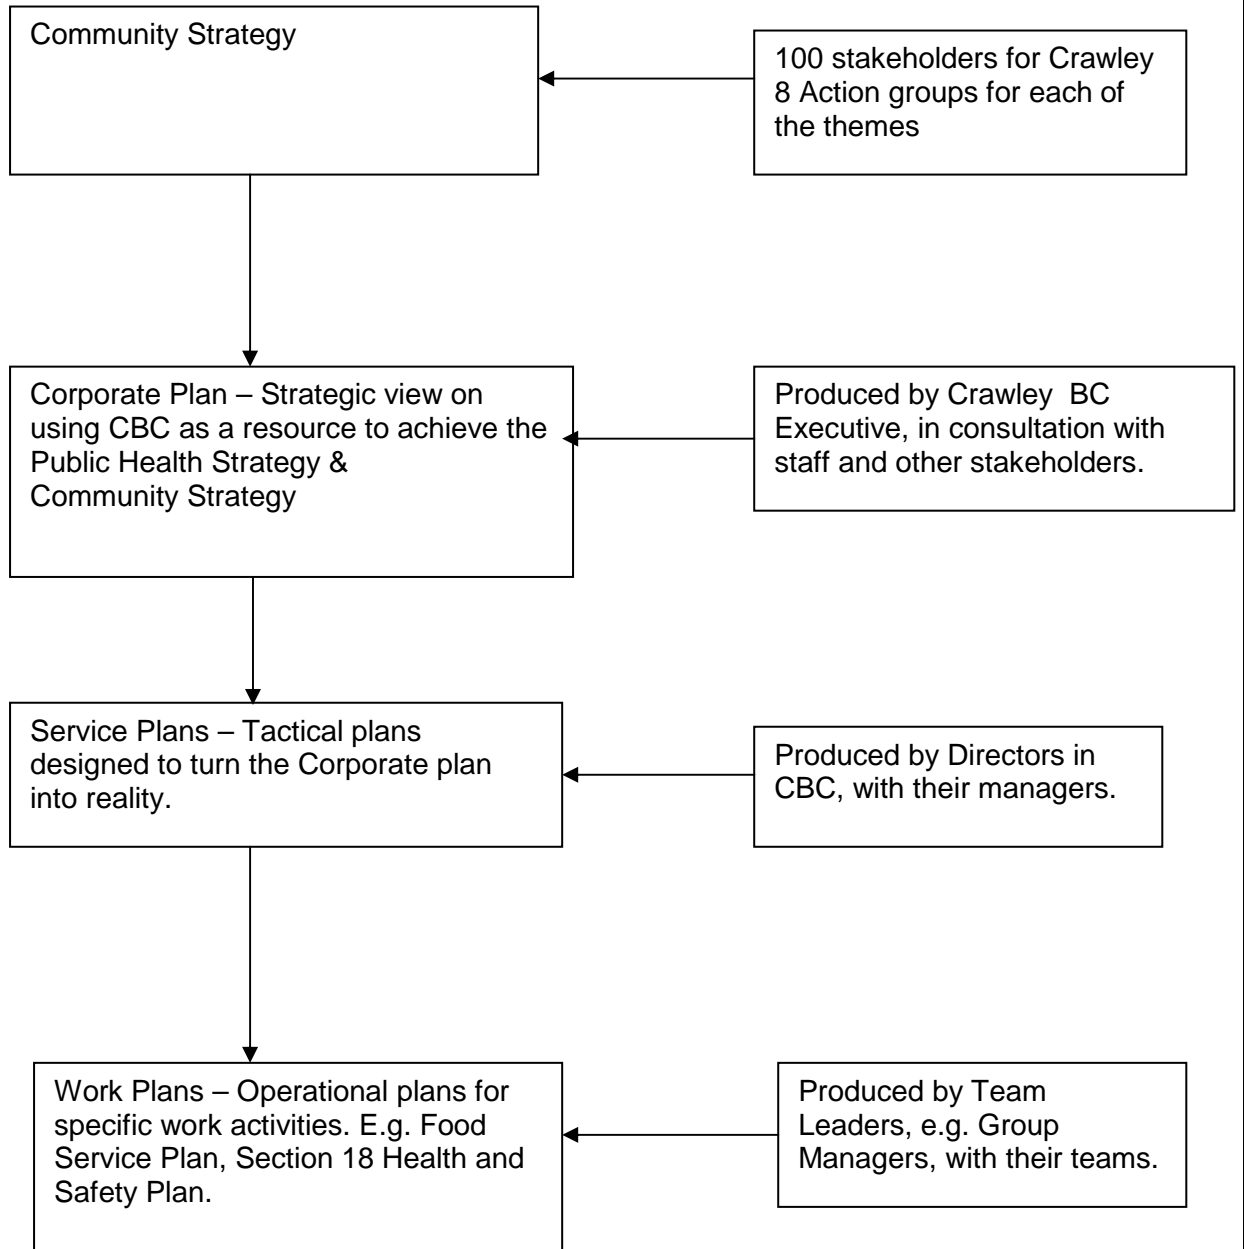 Community Strategy
100 stakeholders for Crawley
8 Action groups for each of
the themes
Corporate Plan – Strategic view on
using CBC as a resource to achieve the
Public Health Strategy &
Community Strategy
Produced by Crawley  BC
Executive, in consultation with
staff and other stakeholders.
Service Plans – Tactical plans
designed to turn the Corporate plan
into reality.
Produced by Directors in
CBC, with their managers.
Work Plans – Operational plans for
specific work activities. E.g. Food
Service Plan, Section 18 Health and
Safety Plan.
Produced by Team
Leaders, e.g. Group
Managers, with their teams.